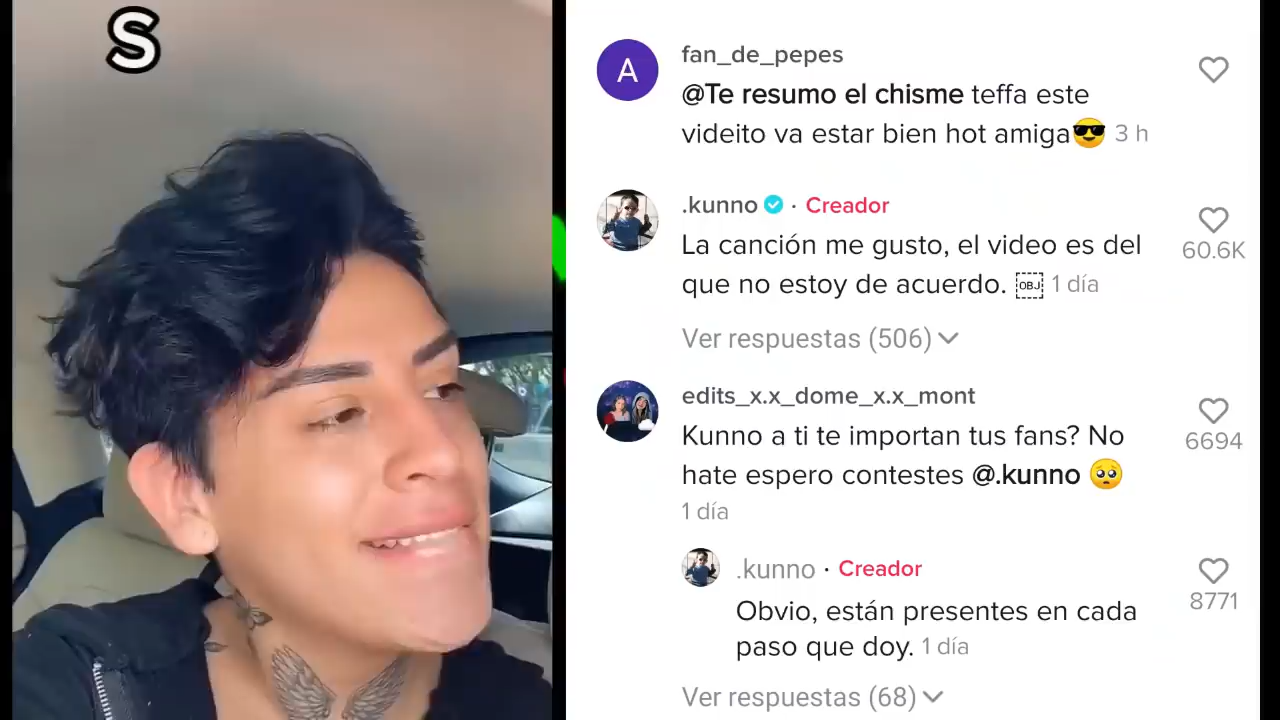 S
fan_de_pepes
@Te resumo el chisme teffa este
videito va estar bien hot amiga😎 3 h
.kunno · Creador
La canción me gusto, el video es del
que no estoy de acuerdo. OBJ 1 día
60.6K
Ver respuestas (506)
edits_x.x_dome_x.x_mont
Kunno a ti te importan tus fans? No
hate espero contestes @.kunno 🥺
6694
1 día
.kunno · Creador
Obvio, están presentes en cada
paso que doy. 1 día
8771
Ver respuestas (68)
A